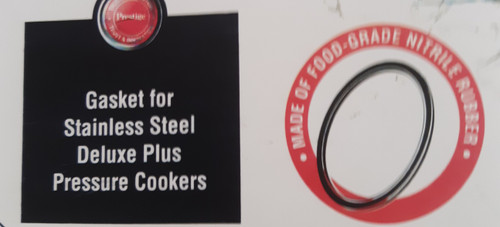 Prestige
Gasket for
Stainless Steel
Deluxe Plus
Pressure Cookers
• MADE OF FOOD-GRADE NITRILE RUBBER •